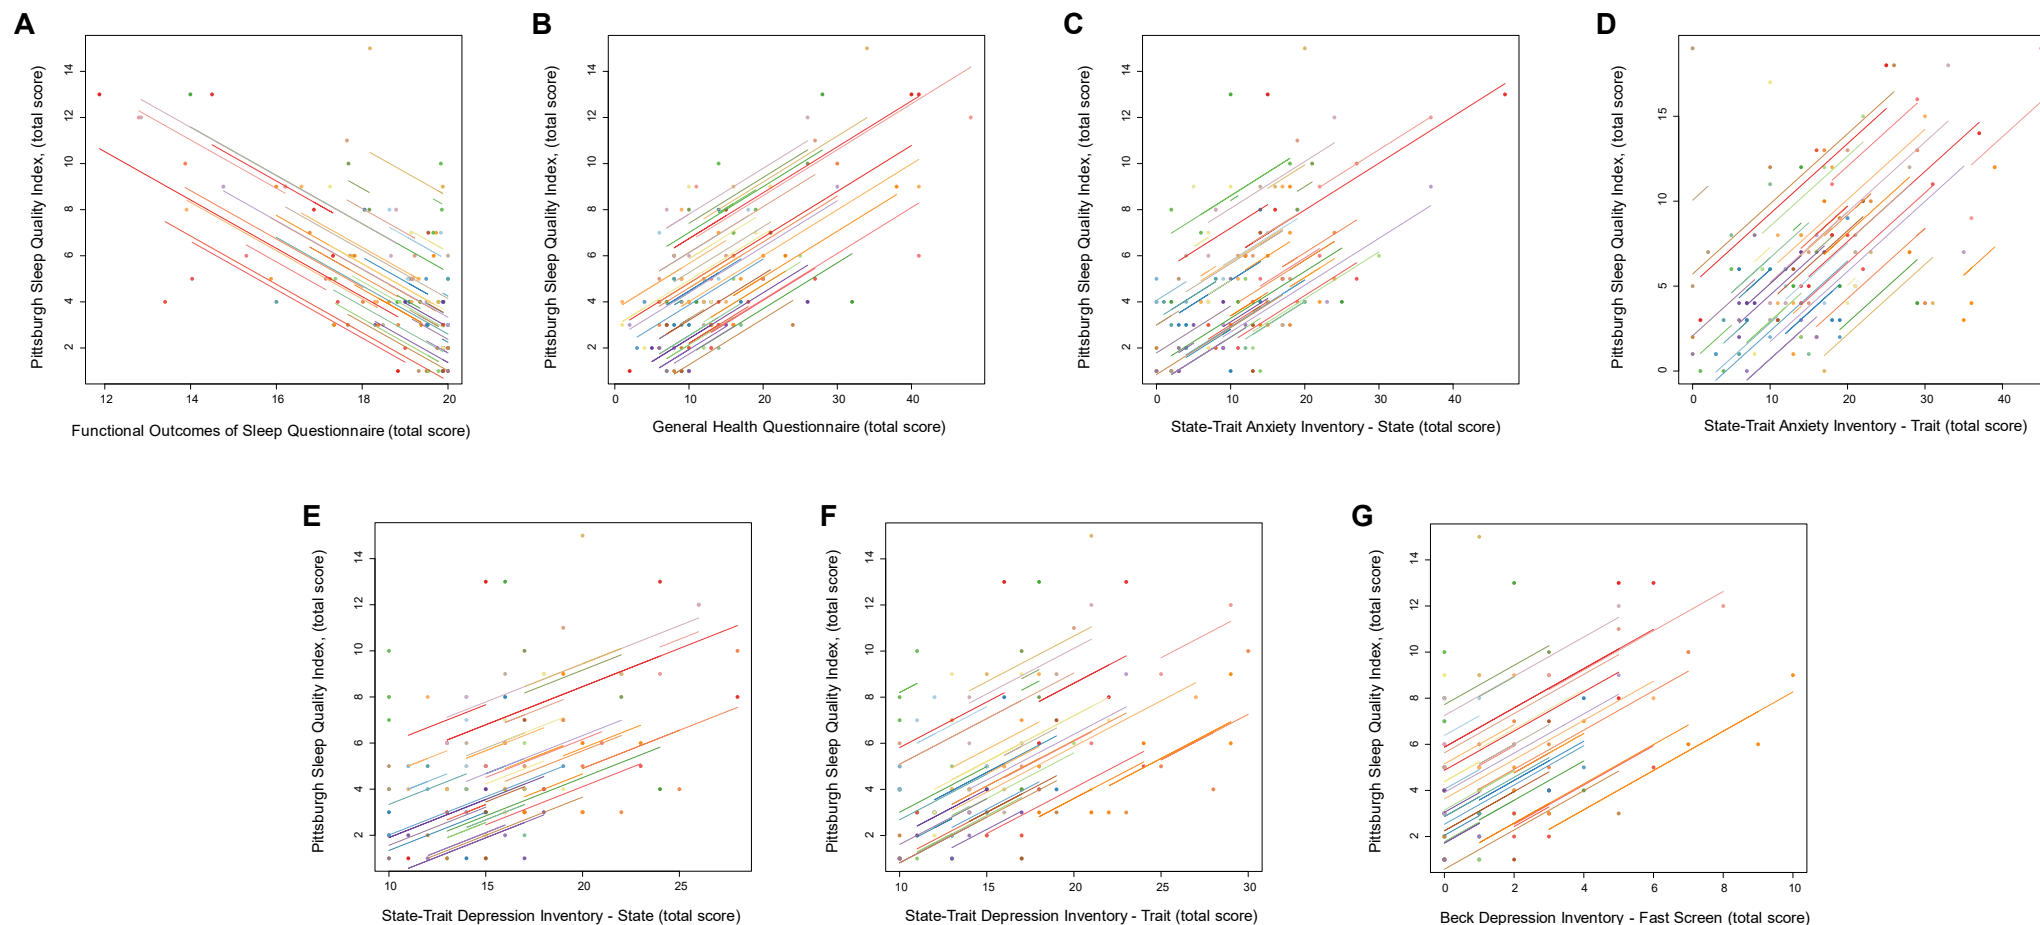 A
B
C
D
Pittsburgh Sleep Quality Index, (total score)
2 4 6 8 10 12 14
12 14 16 18 20
Functional Outcomes of Sleep Questionnaire (total score)
Pittsburgh Sleep Quality Index, (total score)
2 4 6 8 10 12 14
0 10 20 30 40
General Health Questionnaire (total score)
Pittsburgh Sleep Quality Index, (total score)
2 4 6 8 10 12 14
0 10 20 30 40
State-Trait Anxiety Inventory - State (total score)
Pittsburgh Sleep Quality Index, (total score)
0 5 10 15
0 10 20 30 40
State-Trait Anxiety Inventory - Trait (total score)
E
F
G
Pittsburgh Sleep Quality Index, (total score)
2 4 6 8 10 12 14
10 15 20 25
State-Trait Depression Inventory - State (total score)
Pittsburgh Sleep Quality Index, (total score)
2 4 6 8 10 12 14
10 15 20 25 30
State-Trait Depression Inventory - Trait (total score)
Pittsburgh Sleep Quality Index, (total score)
2 4 6 8 10 12 14
0 2 4 6 8 10
Beck Depression Inventory - Fast Screen (total score)